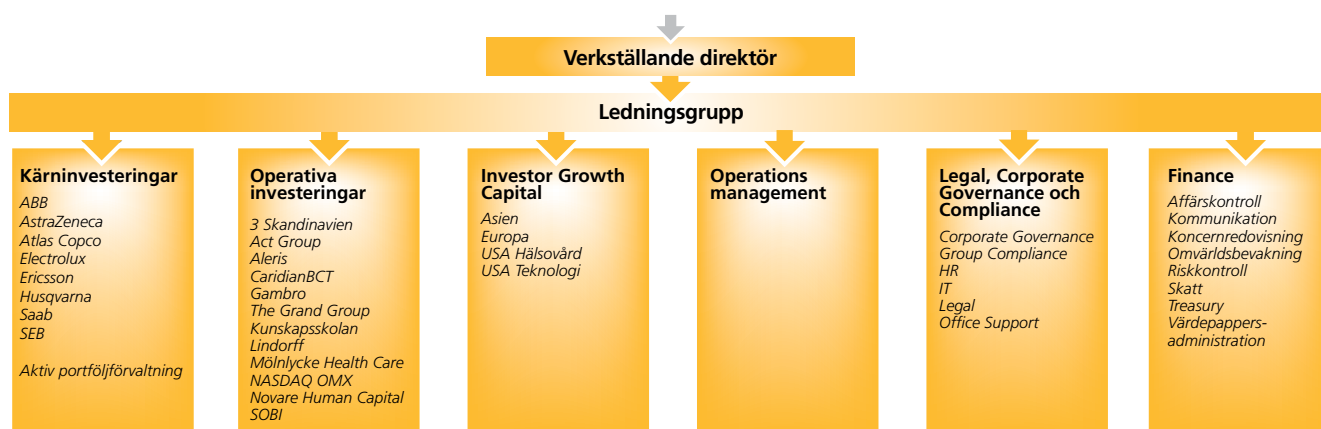 Verkställande direktör
Ledningsgrupp
Kärninvesteringar
ABB
AstraZeneca
Atlas Copco
Electrolux
Ericsson
Husqvarna
Saab
SEB
Aktiv portföljförvaltning
Operativa
investeringar
3 Skandinavien
Act Group
Aleris
CaridianBCT
Gambro
The Grand Group
Kunskapsskolan
Lindorff
Mölnlycke Health Care
NASDAQ OMX
Novare Human Capital
SOBI
Investor Growth
Capital
Asien
Europa
USA Hälsovård
USA Teknologi
Operations
management
Legal, Corporate
Governance och
Compliance
Corporate Governance
Group Compliance
HR
IT
Legal
Office Support
Finance
Affärskontroll
Kommunikation
Koncernredovisning
Omvärldsbevakning
Riskkontroll
Skatt
Treasury
Värdepappers-
administration